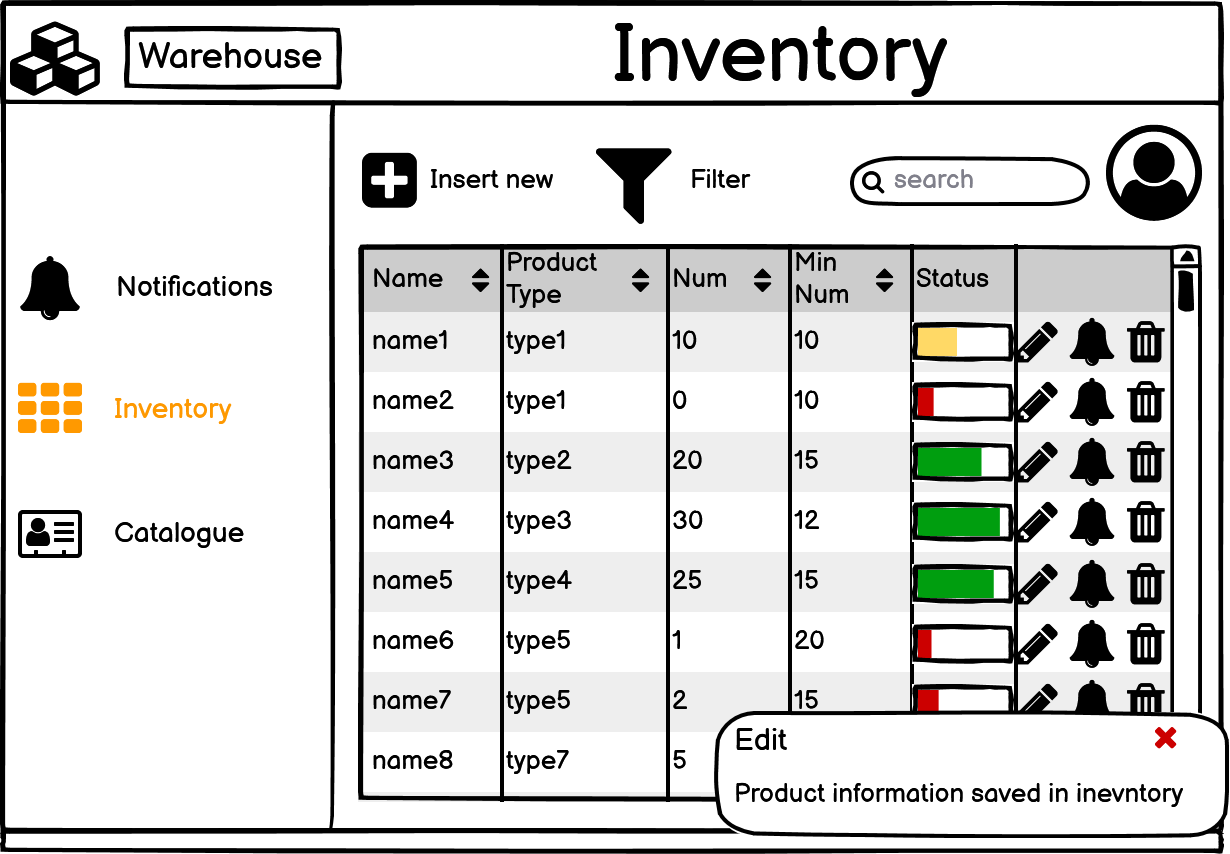 Warehouse
Inventory
Insert new
Filter
search
Notifications
Inventory
Catalogue
Name Product Type Num Min Num Status
name1 type1 10 10
name2 type1 0 10
name3 type2 20 15
name4 type3 30 12
name5 type4 25 15
name6 type5 1 20
name7 type5 2 15
name8 type7 5
Edit
Product information saved in inevntory